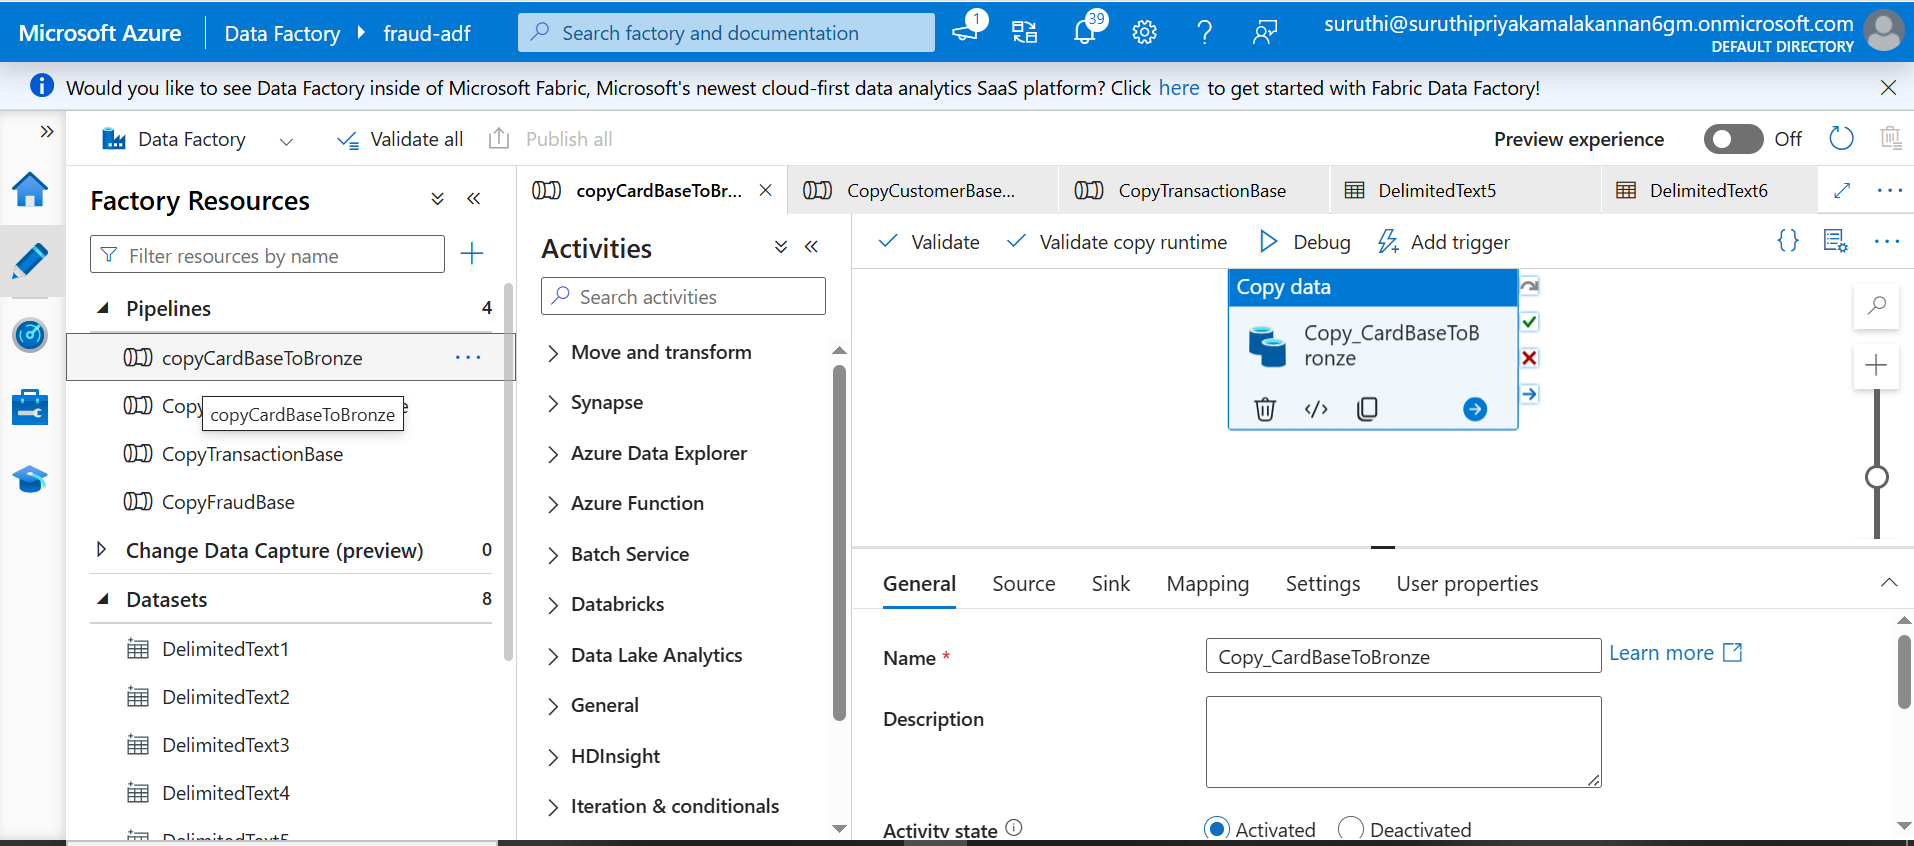 Microsoft Azure
Data Factory
fraud-adf
Search factory and documentation
1
39
suruthi@suruthipriyakamalakannan6gm.onmicrosoft.com
DEFAULT DIRECTORY
Would you like to see Data Factory inside of Microsoft Fabric, Microsoft's newest cloud-first data analytics SaaS platform? Click here to get started with Fabric Data Factory!
Data Factory
Validate all
Publish all
Preview experience
Off
Factory Resources
Filter resources by name
Pipelines 4
copyCardBaseToBronze
Copy
copyCardBaseToBronze
CopyTransactionBase
CopyFraudBase
Change Data Capture (preview) 0
Datasets 8
DelimitedText1
DelimitedText2
DelimitedText3
DelimitedText4
DelimitedText5
copyCardBaseToBr...
CopyCustomerBase...
CopyTransactionBase
DelimitedText5
DelimitedText6
Activities
Search activities
Move and transform
Synapse
Azure Data Explorer
Azure Function
Batch Service
Databricks
Data Lake Analytics
General
HDInsight
Iteration & conditionals
Validate
Validate copy runtime
Debug
Add trigger
Copy data
Copy_CardBaseToB
ronze
General
Source
Sink
Mapping
Settings
User properties
Name *
Copy_CardBaseToBronze
Learn more
Description
Activity state
Activated
Deactivated